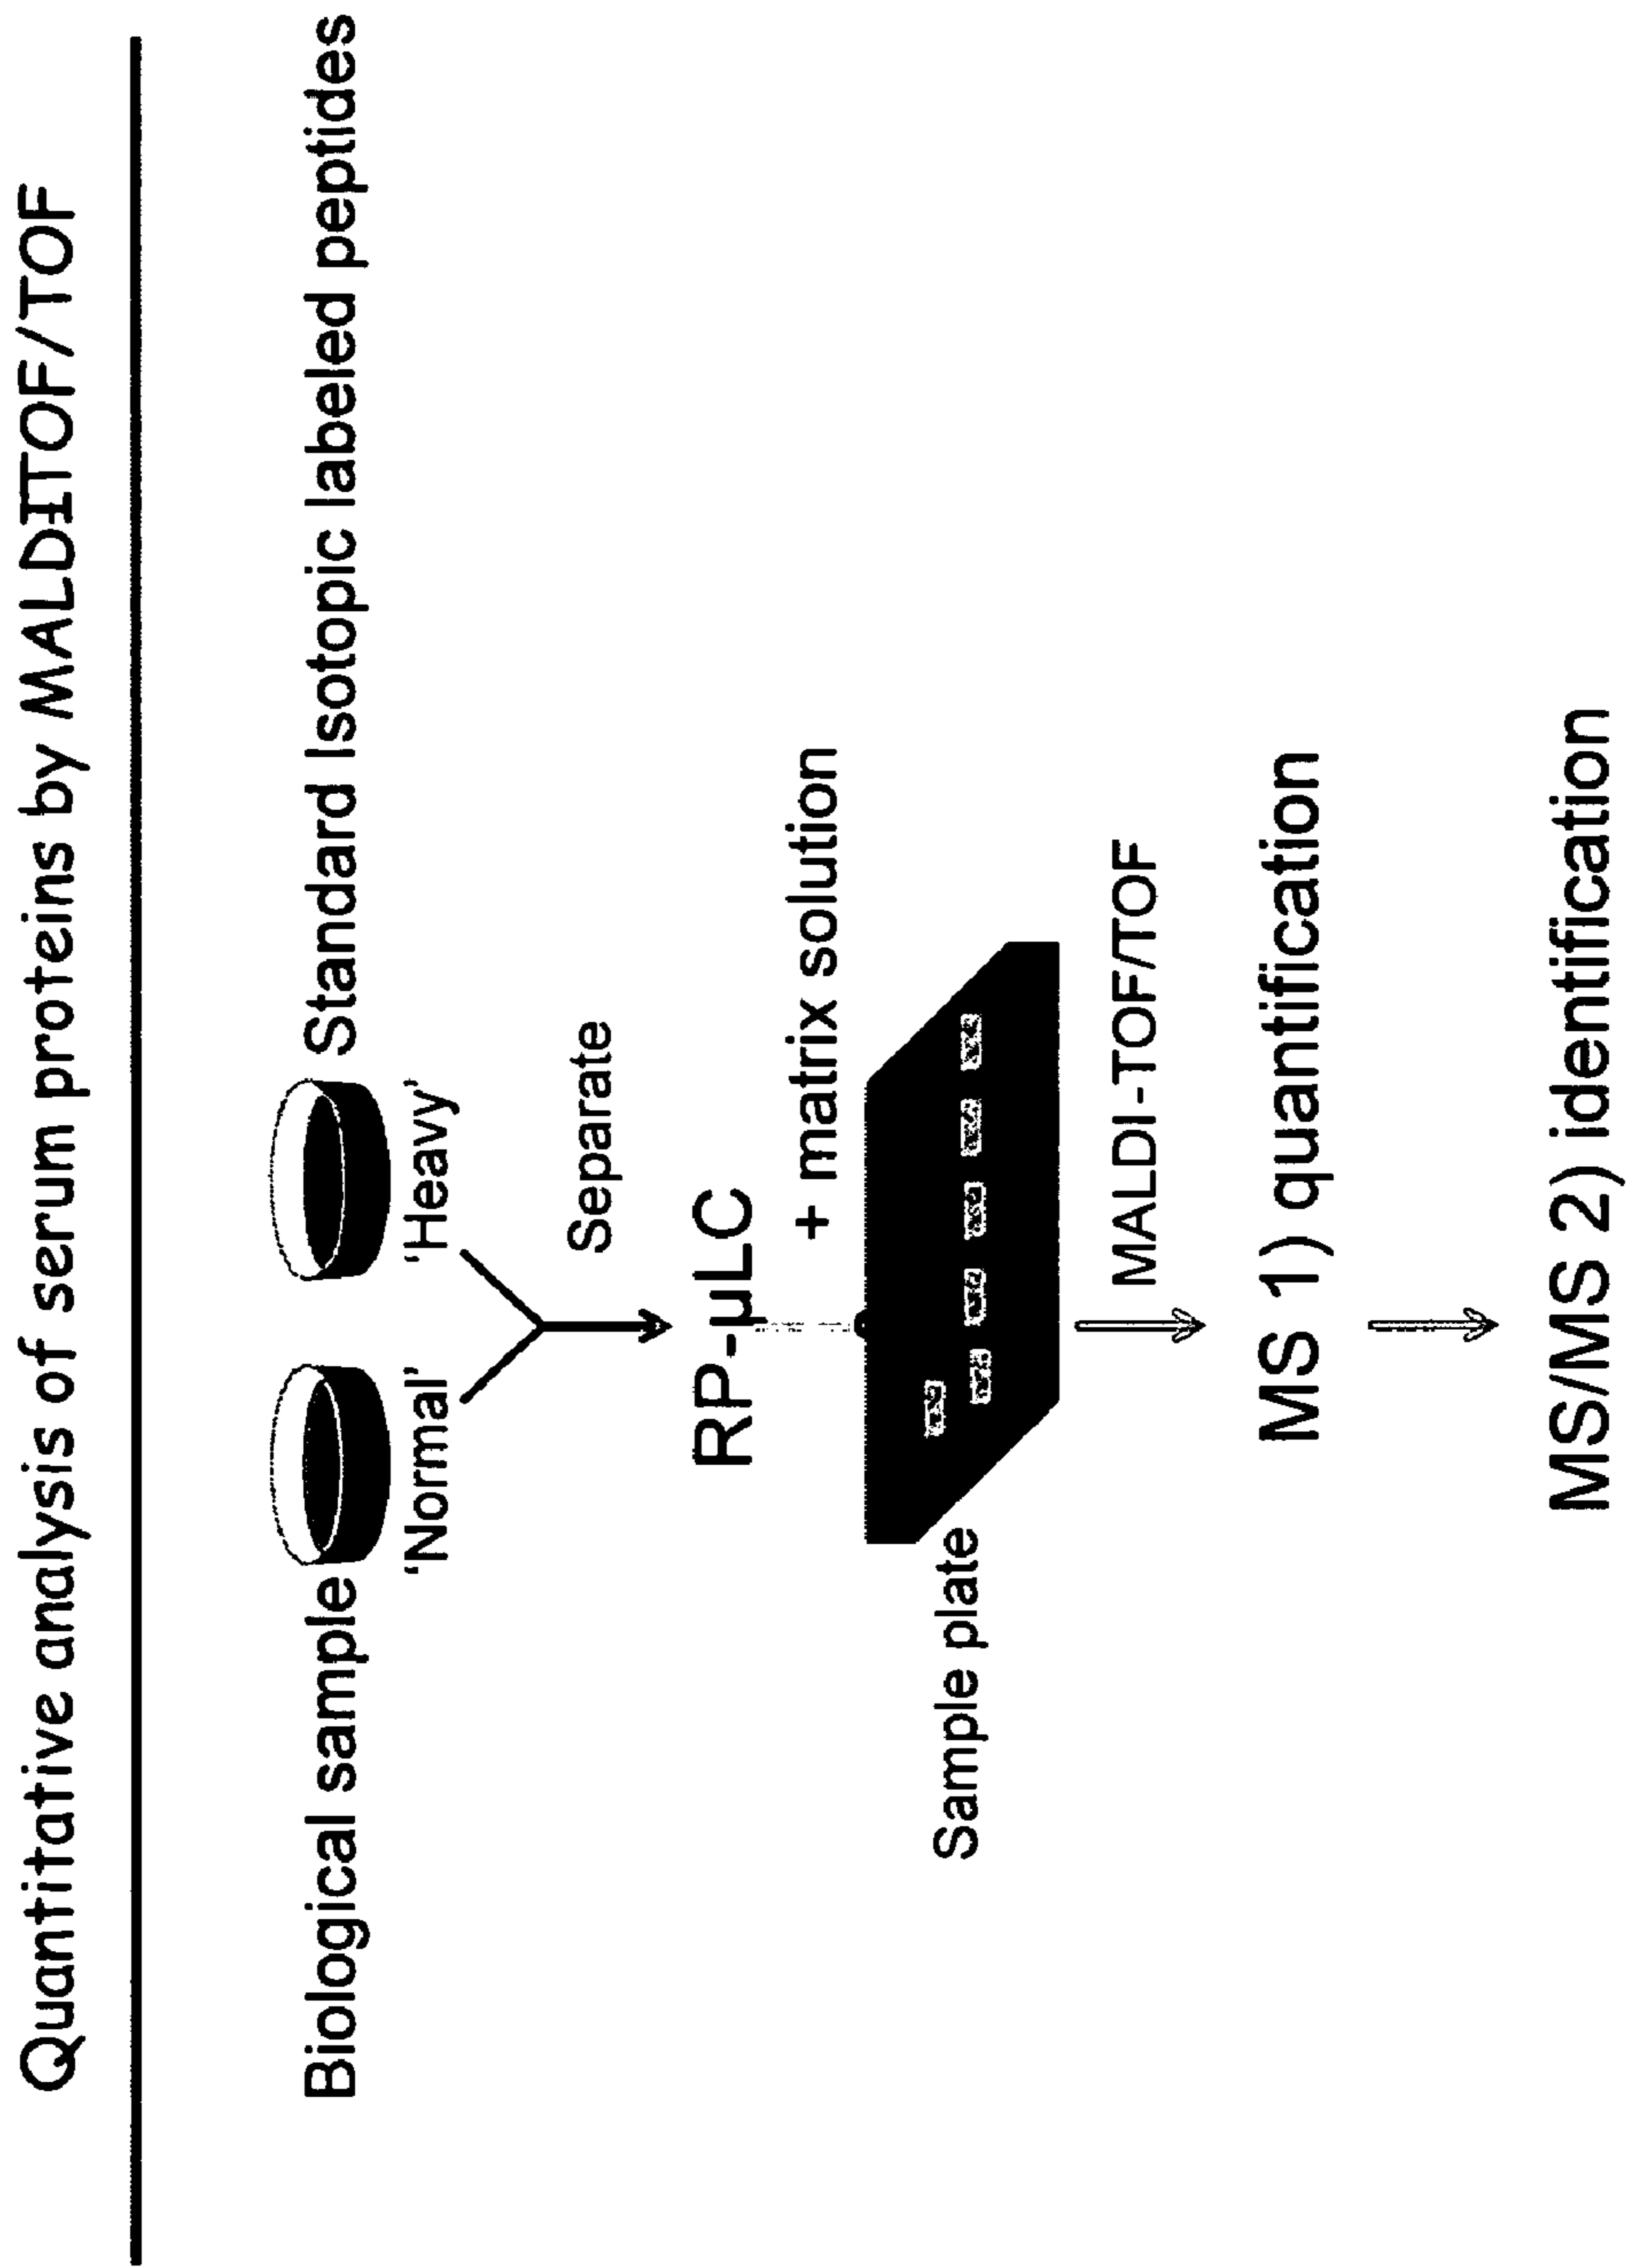 Quantitative analysis of serum proteins by MALDITOF/TOF
Biological sample
Standard Isotopic labeled peptides
'Normal'
'Heavy'
Separate
RP-µLC
+ matrix solution
Sample plate
MALDI-TOF/TOF
MS 1) quantification
MS/MS 2) identification